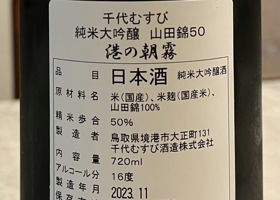 千代むすび
純米大吟醸 山田錦50
港の朝霧
品目 日本酒 純米大吟醸酒
原材料名 米(国産)、米麹(国産米)、
山田錦100%
精米歩合 50%
製造者 鳥取県境港市大正町131
千代むすび酒造株式会社
内容量 720ml
アルコール分 16度
製造年月 2023.11